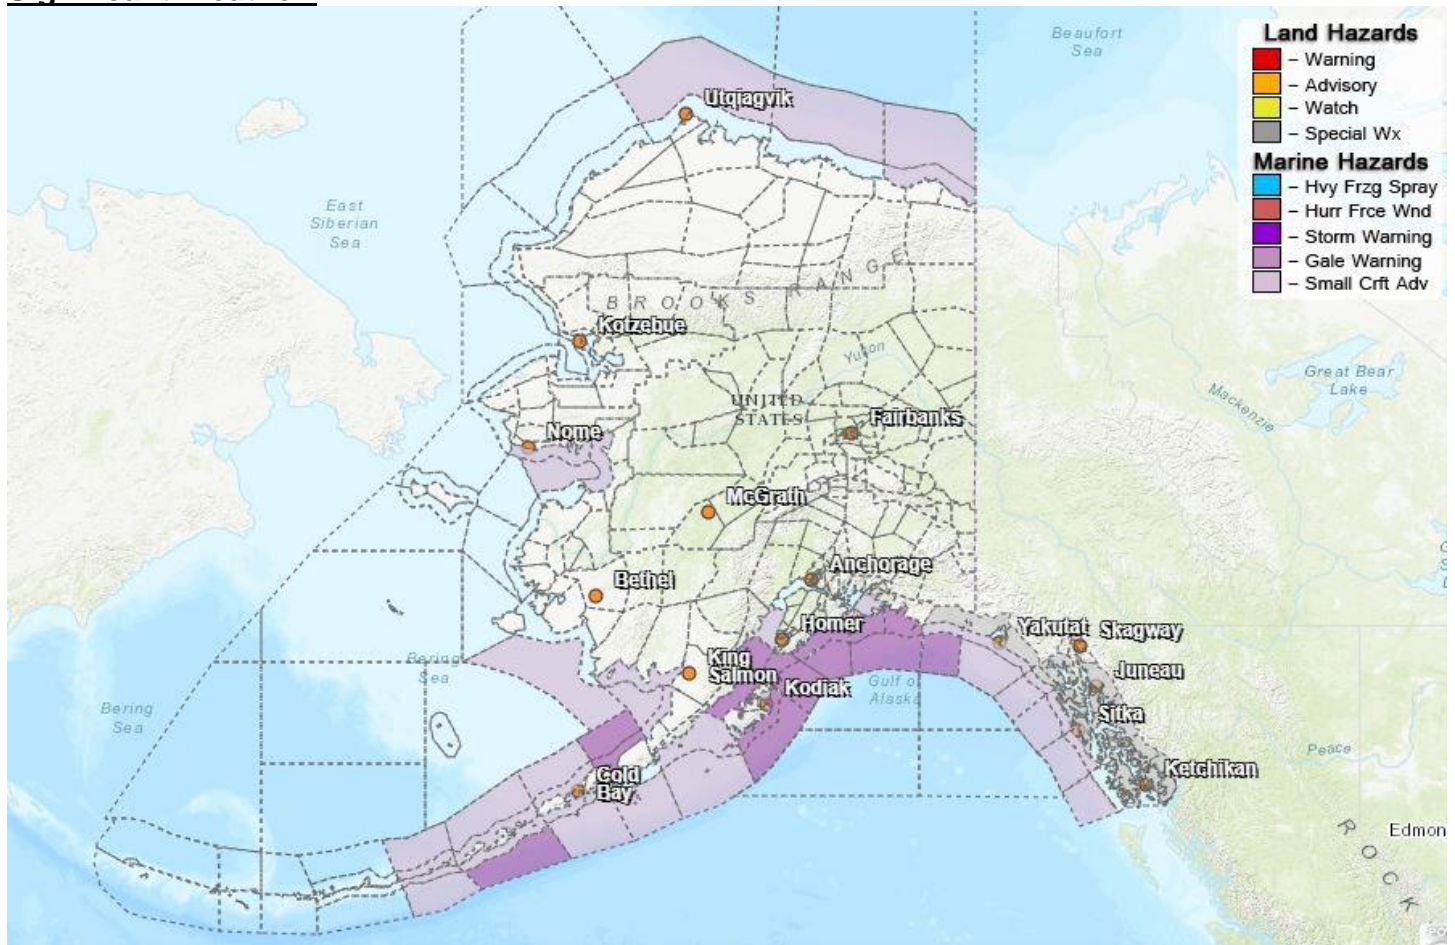 Beaufort
Sea
Land Hazards
– Warning
– Advisory
– Watch
– Special Wx
Marine Hazards
– Hvy Frzg Spray
– Hurr Frce Wnd
– Storm Warning
– Gale Warning
– Small Crft Adv
Utqiagvik
East
Siberian
Sea
BROOKS RANGE
Kotzebue
Yukon
Great Bear
Lake
Mackenzie
UNITED
STATES
Fairbanks
Nome
McGrath
Anchorage
Bethel
Homer
Yakutat
Skagway
King
Salmon
Juneau
Bering
Sea
Kodiak
Gulf of
Alaska
Sitka
Bering
Sea
Peace
Ketchikan
Cold
Bay
ROCK
Edmon